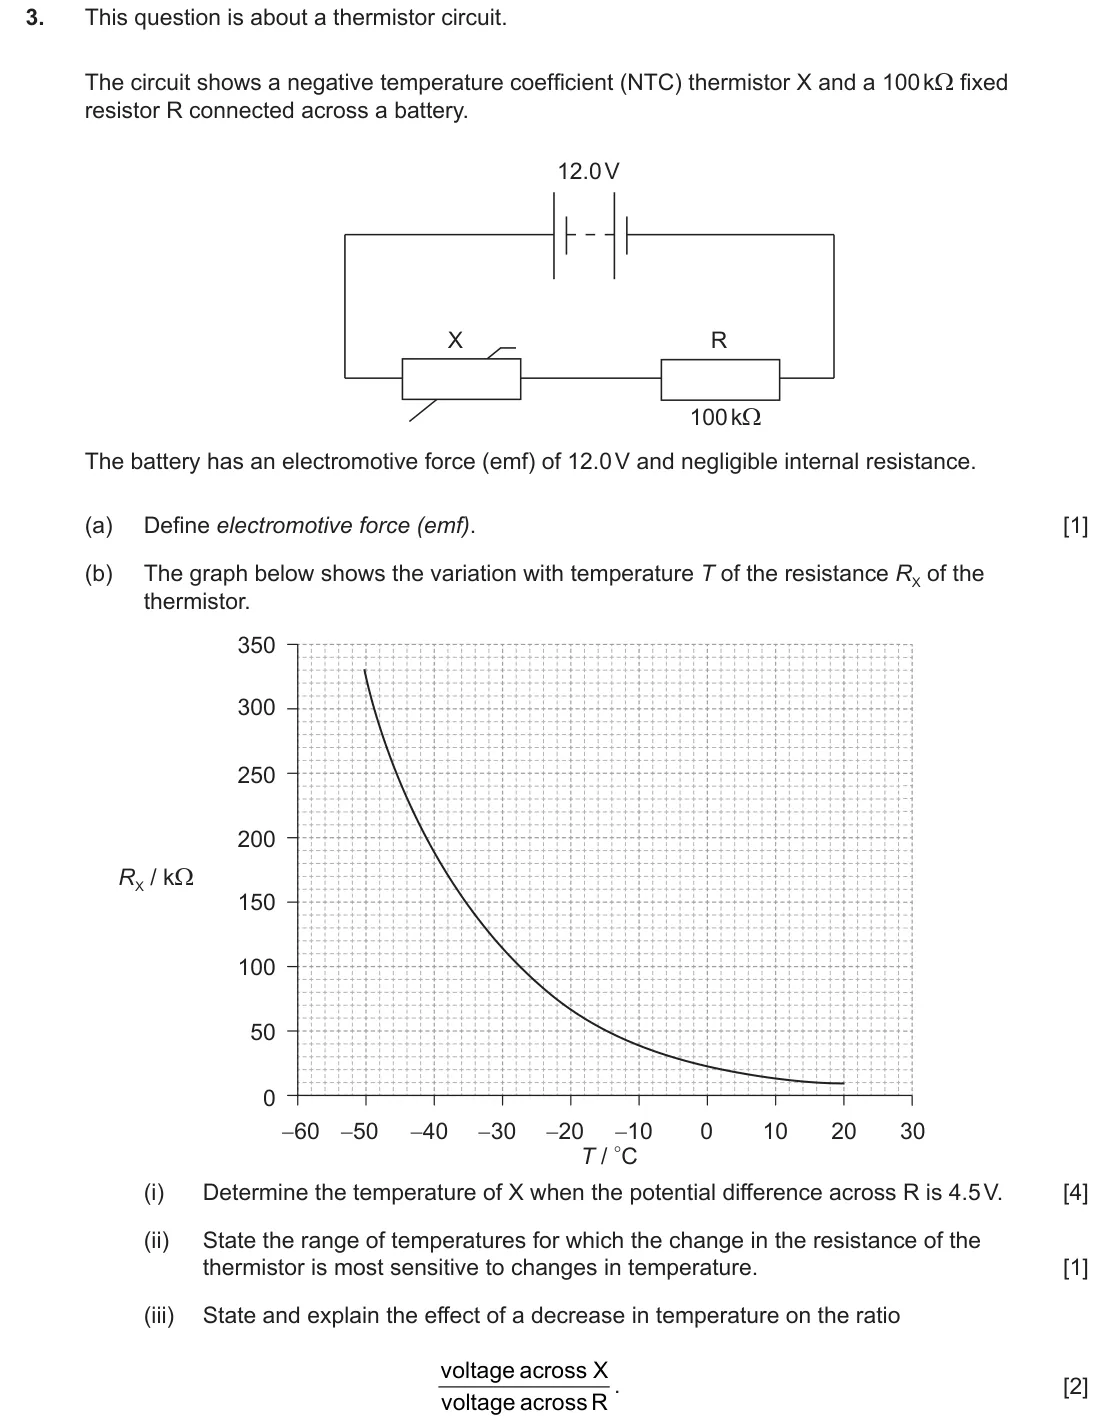 3. This question is about a thermistor circuit.
The circuit shows a negative temperature coefficient (NTC) thermistor X and a 100 kΩ fixed
resistor R connected across a battery.
12.0 V
X R
100 kΩ
The battery has an electromotive force (emf) of 12.0 V and negligible internal resistance.
(a) Define electromotive force (emf). [1]
(b) The graph below shows the variation with temperature T of the resistance Rₓ of the
thermistor.
350
300
250
200
Rₓ / kΩ
150
100
50
0
–60 –50 –40 –30 –20 –10 0 10 20 30
T / °C
(i) Determine the temperature of X when the potential difference across R is 4.5 V. [4]
(ii) State the range of temperatures for which the change in the resistance of the
thermistor is most sensitive to changes in temperature. [1]
(iii) State and explain the effect of a decrease in temperature on the ratio
voltage across X
voltage across R
. [2]